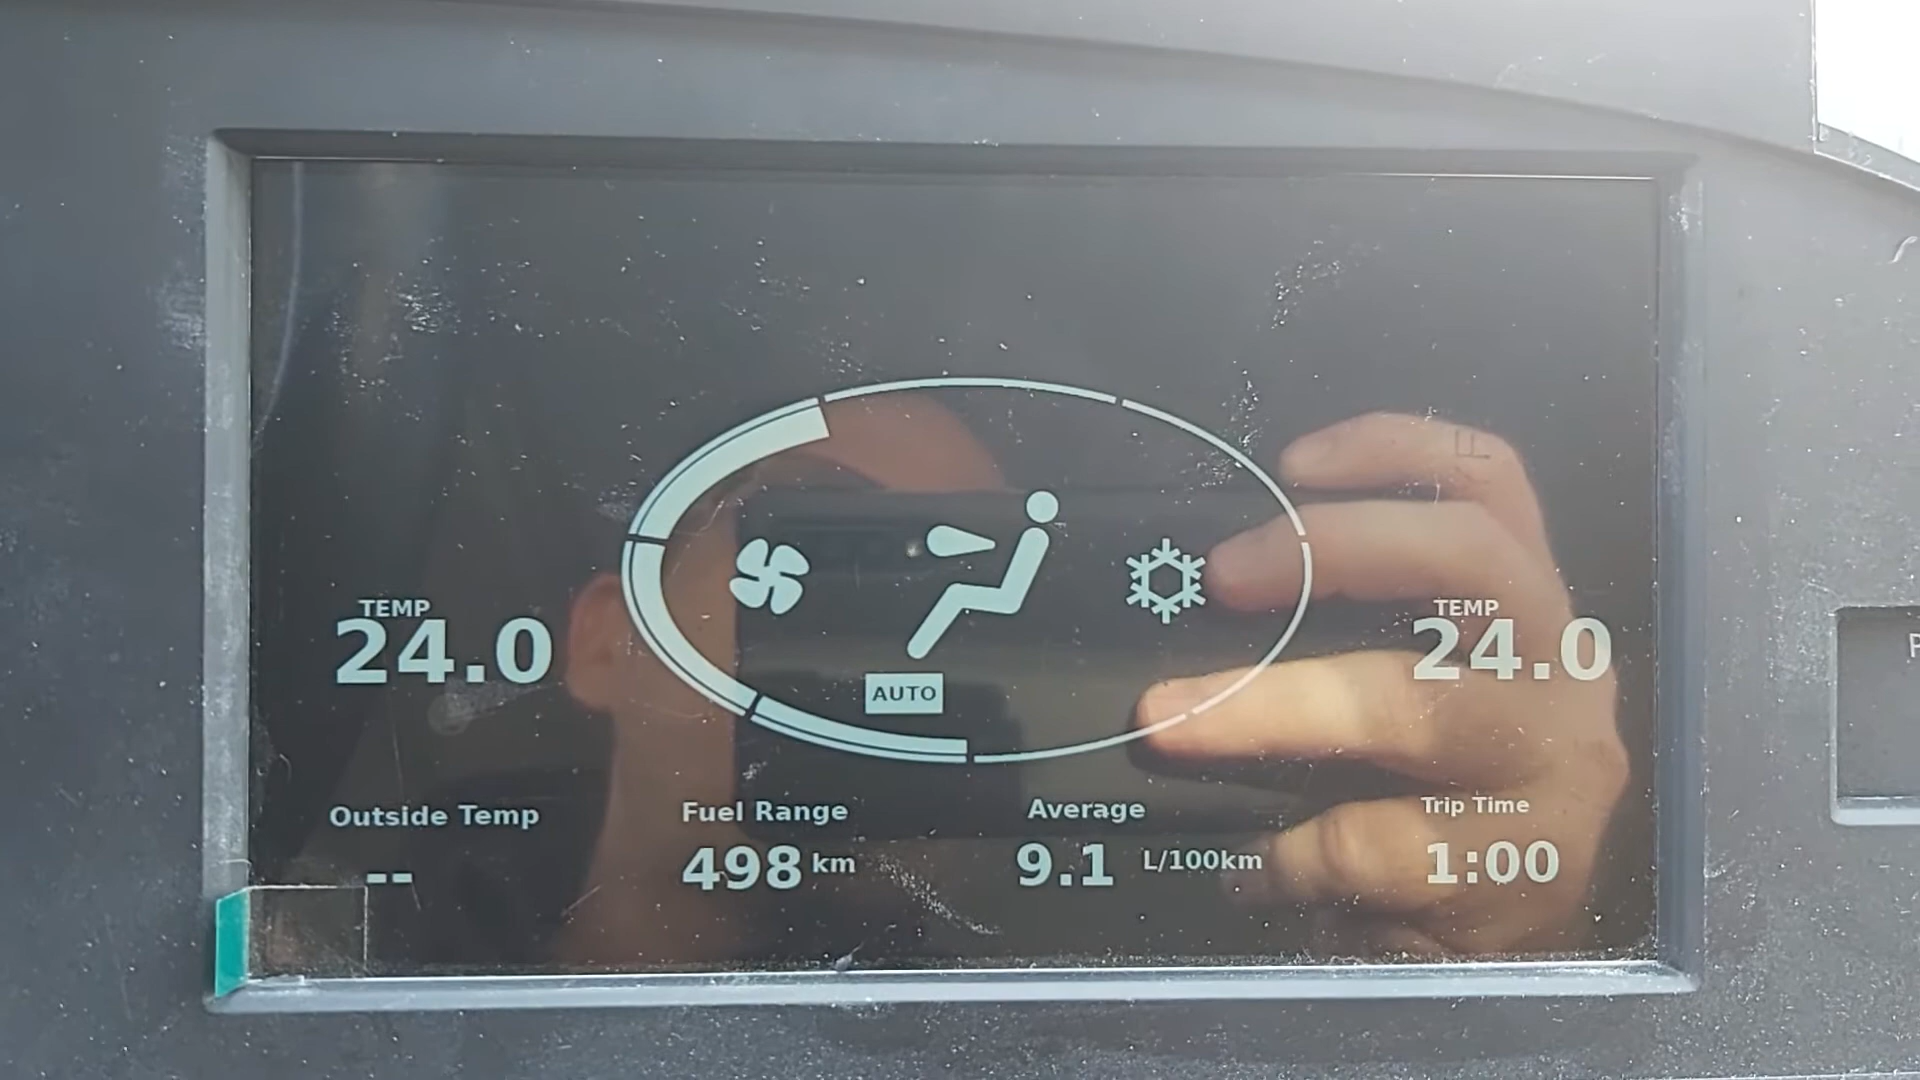 TEMP
24.0
TEMP
24.0
AUTO
Outside Temp
--
Fuel Range
498 km
Average
9.1 L/100km
Trip Time
1:00